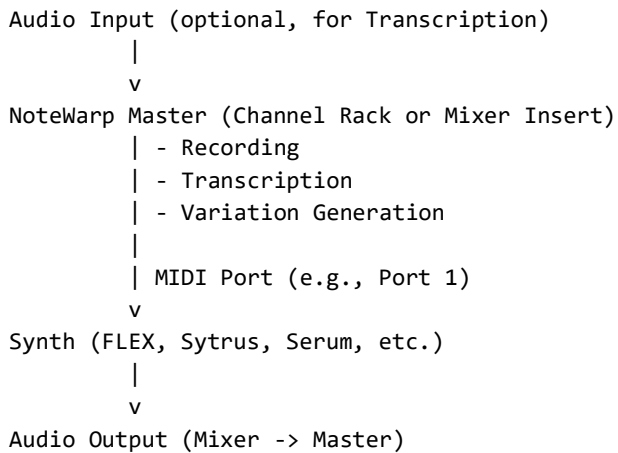 Audio Input (optional, for Transcription)
|
v
NoteWarp Master (Channel Rack or Mixer Insert)
| - Recording
| - Transcription
| - Variation Generation
|
| MIDI Port (e.g., Port 1)
v
Synth (FLEX, Sytrus, Serum, etc.)
|
v
Audio Output (Mixer -> Master)